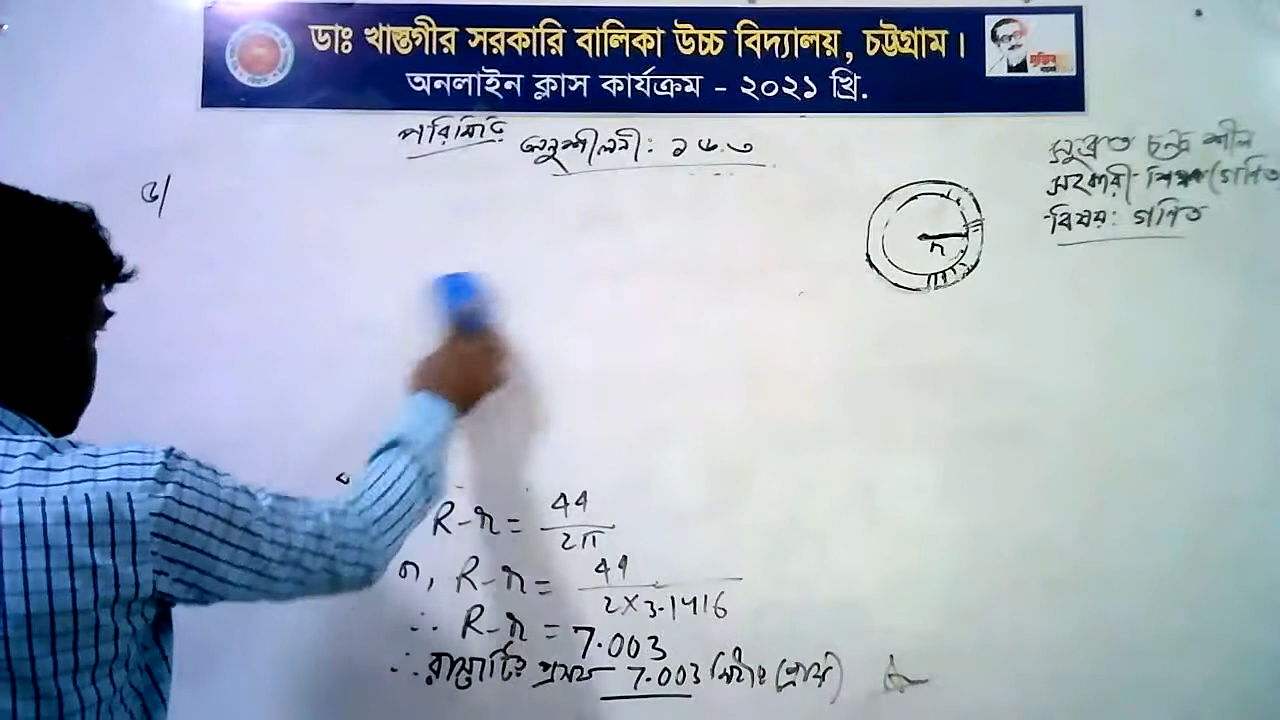 ডাঃ খাস্তগীর সরকারি বালিকা উচ্চ বিদ্যালয়, চট্টগ্রাম।
অনলাইন ক্লাস কার্যক্রম - ২০২১ খ্রি.
পরিমিতি অনুশীলনী: ১৬.৩
সুব্রত চন্দ্র শীল
সহকারী শিক্ষক (গণিত
বিষয়: গণিত
৫/
r
R-r = 44/2π
বা, R-r = 44/2×3.1416
∴ R-r = 7.003
∴ রাস্তাটির প্রস্থ 7.003 মিটার (প্রায়)